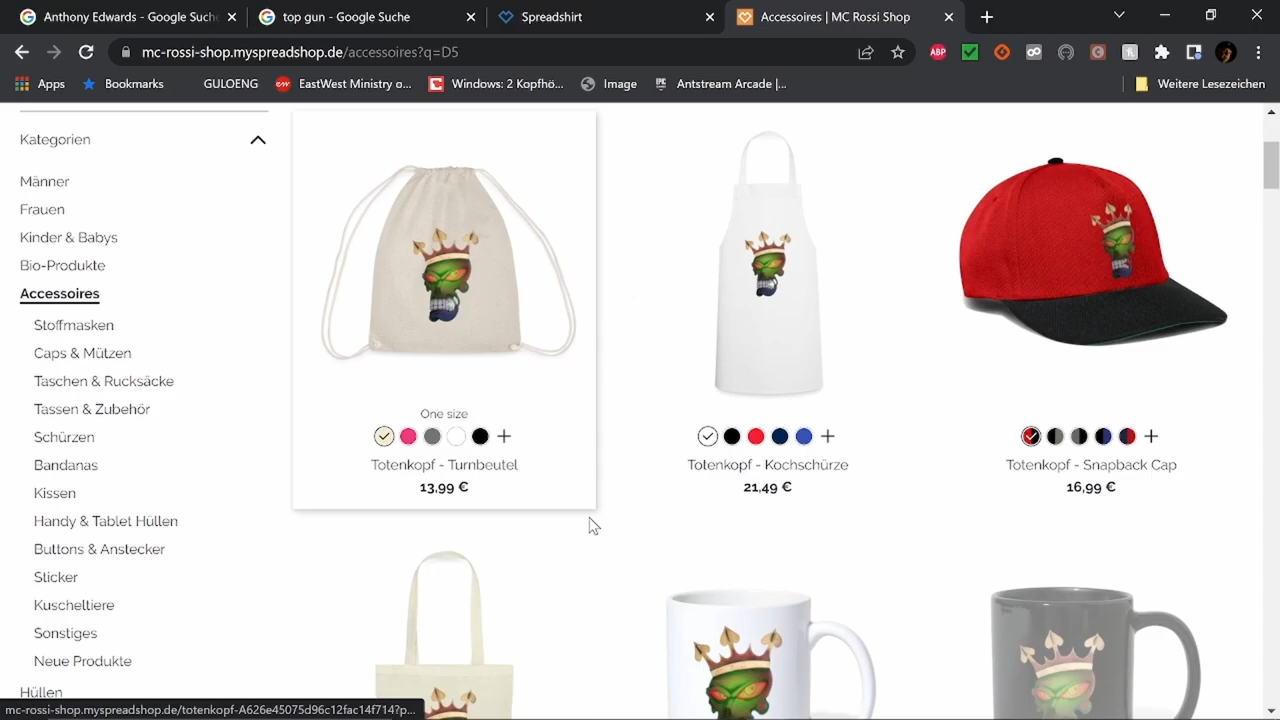 Anthony Edwards - Google Suche
top gun - Google Suche
Spreadshirt
Accessoires | MC Rossi Shop
mc-rossi-shop.myspreadshop.de/accessoires?q=D5
ABP
Apps
Bookmarks
GULOENG
EastWest Ministry o...
Windows: 2 Kopfhö...
Image
Antstream Arcade |...
Weitere Lesezeichen
Kategorien
Männer
Frauen
Kinder & Babys
Bio-Produkte
Accessoires
Stoffmasken
Caps & Mützen
Taschen & Rucksäcke
Tassen & Zubehör
Schürzen
Bandanas
Kissen
Handy & Tablet Hüllen
Buttons & Anstecker
Sticker
Kuscheltiere
Sonstiges
Neue Produkte
Hüllen
One size
Totenkopf - Turnbeutel
13,99 €
Totenkopf - Kochschürze
21,49 €
Totenkopf - Snapback Cap
16,99 €
mc-rossi-shop.myspreadshop.de/totenkopf-A626e45075d96c12fac14f714?p...